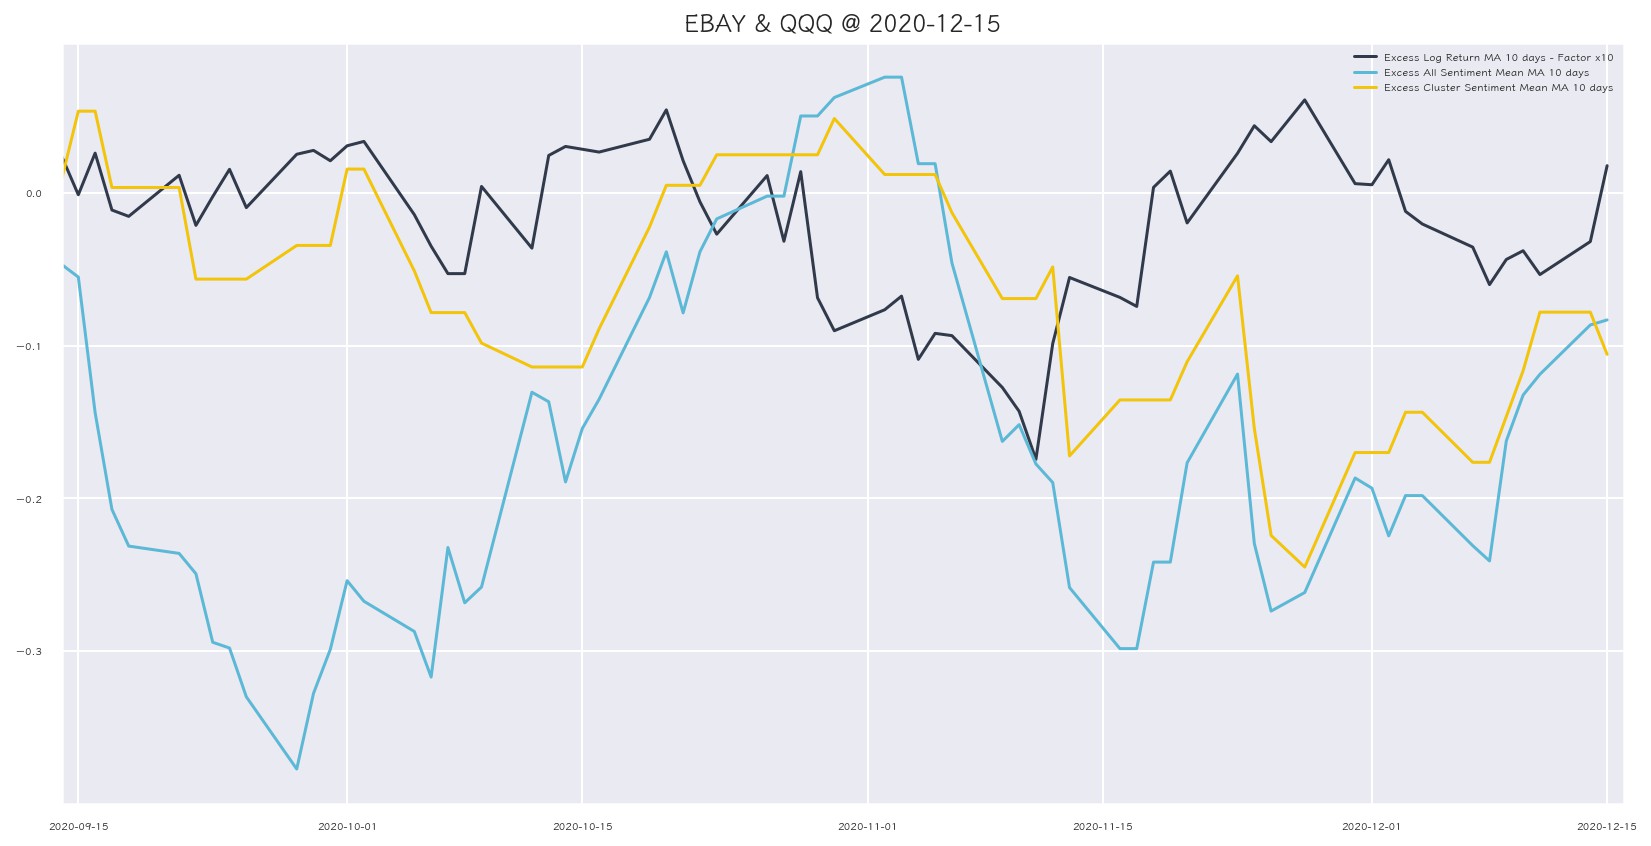 EBAY & QQQ @ 2020-12-15
Excess Log Return MA 10 days - Factor x10
Excess All Sentiment Mean MA 10 days
Excess Cluster Sentiment Mean MA 10 days
0.0
−0.1
−0.2
−0.3
2020-09-15 2020-10-01 2020-10-15 2020-11-01 2020-11-15 2020-12-01 2020-12-15